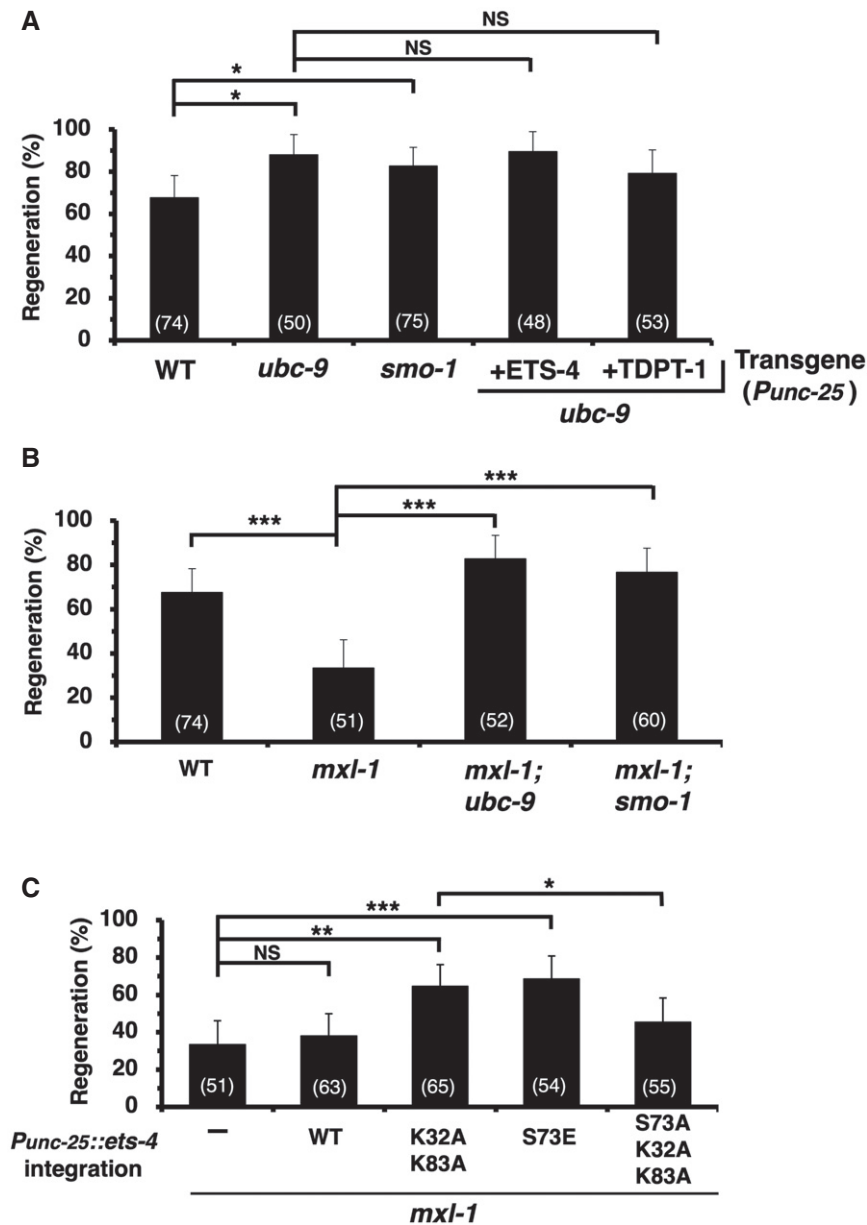 A
NS
NS
*
*
Regeneration (%)
100
80
60
40
20
0
(74) (50) (75) (48) (53)
WT ubc-9 smo-1 +ETS-4 +TDPT-1
Transgene
(Punc-25)
ubc-9
B
***
***
***
Regeneration (%)
100
80
60
40
20
0
(74) (51) (52) (60)
WT mxl-1 mxl-1; mxl-1;
ubc-9 smo-1
C
*
***
**
NS
Regeneration (%)
100
80
60
40
20
0
(51) (63) (65) (54) (55)
Punc-25::ets-4
integration
– WT K32A S73E S73A
K83A K32A
K83A
mxl-1